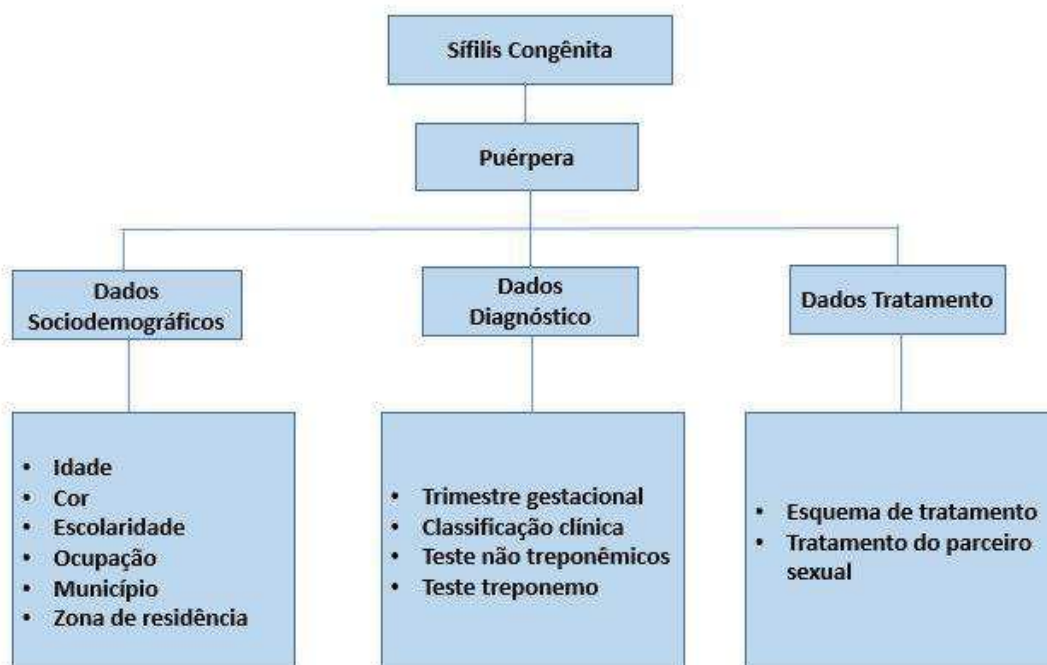 Sífilis Congênita
Puérpera
Dados
Sociodemográficos
Dados
Diagnóstico
Dados Tratamento
• Idade
• Cor
• Escolaridade
• Ocupação
• Município
• Zona de residência
• Trimestre gestacional
• Classificação clínica
• Teste não treponêmicos
• Teste treponemo
• Esquema de tratamento
• Tratamento do parceiro
sexual